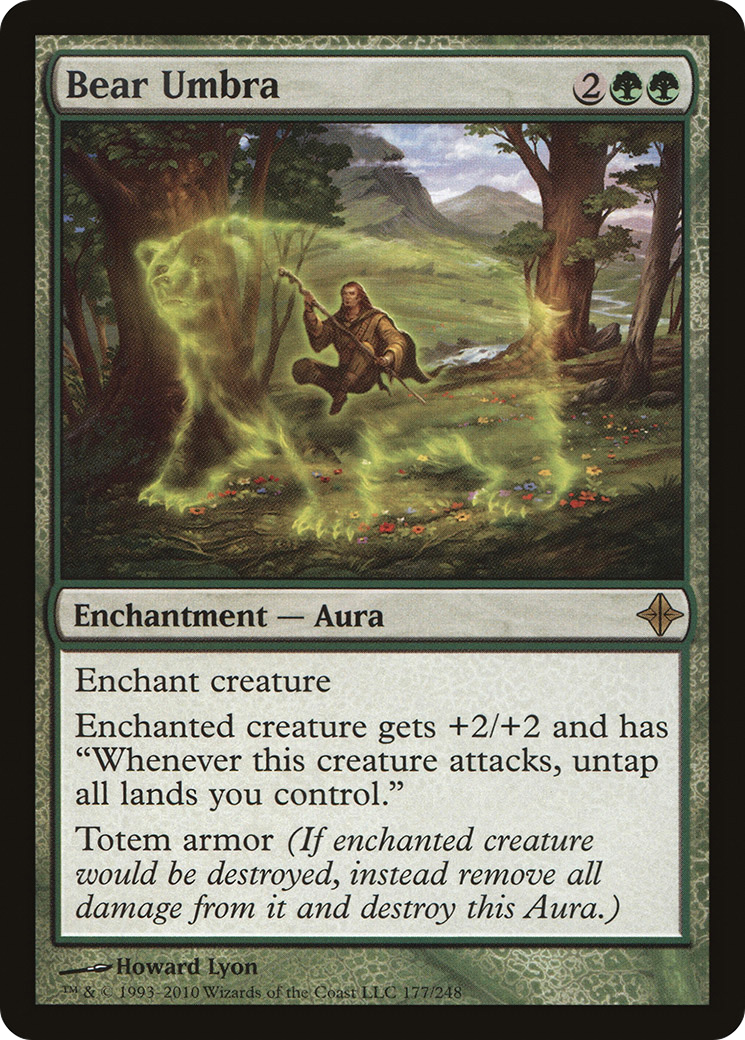 Bear Umbra 2
Enchantment — Aura
Enchant creature
Enchanted creature gets +2/+2 and has
“Whenever this creature attacks, untap
all lands you control.”
Totem armor (If enchanted creature
would be destroyed, instead remove all
damage from it and destroy this Aura.)
Howard Lyon
™ & © 1993–2010 Wizards of the Coast LLC 177/248